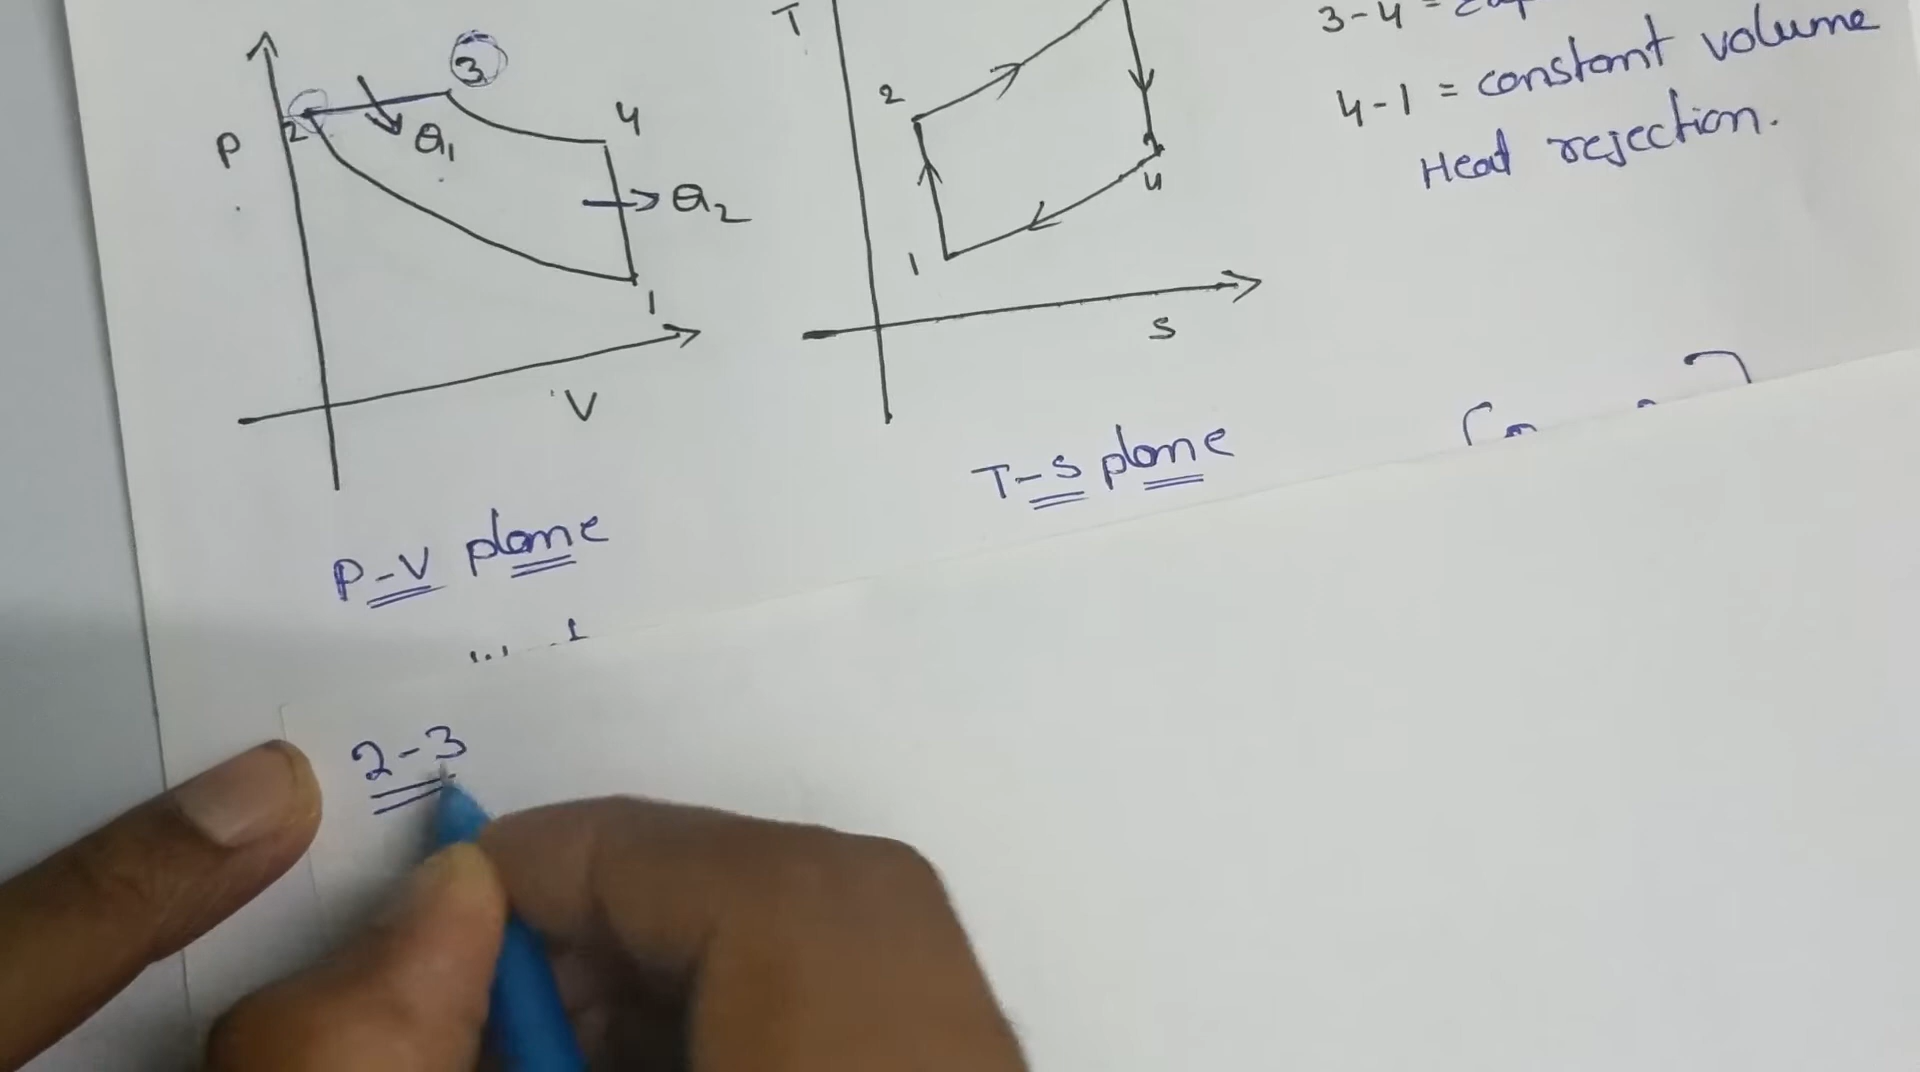 P
2
3
4
1
Q1
Q2
V
P-V plane
T
2
1
4
S
T-S plane
3-4 =
4-1 = constant volume
Heat rejection.
2-3